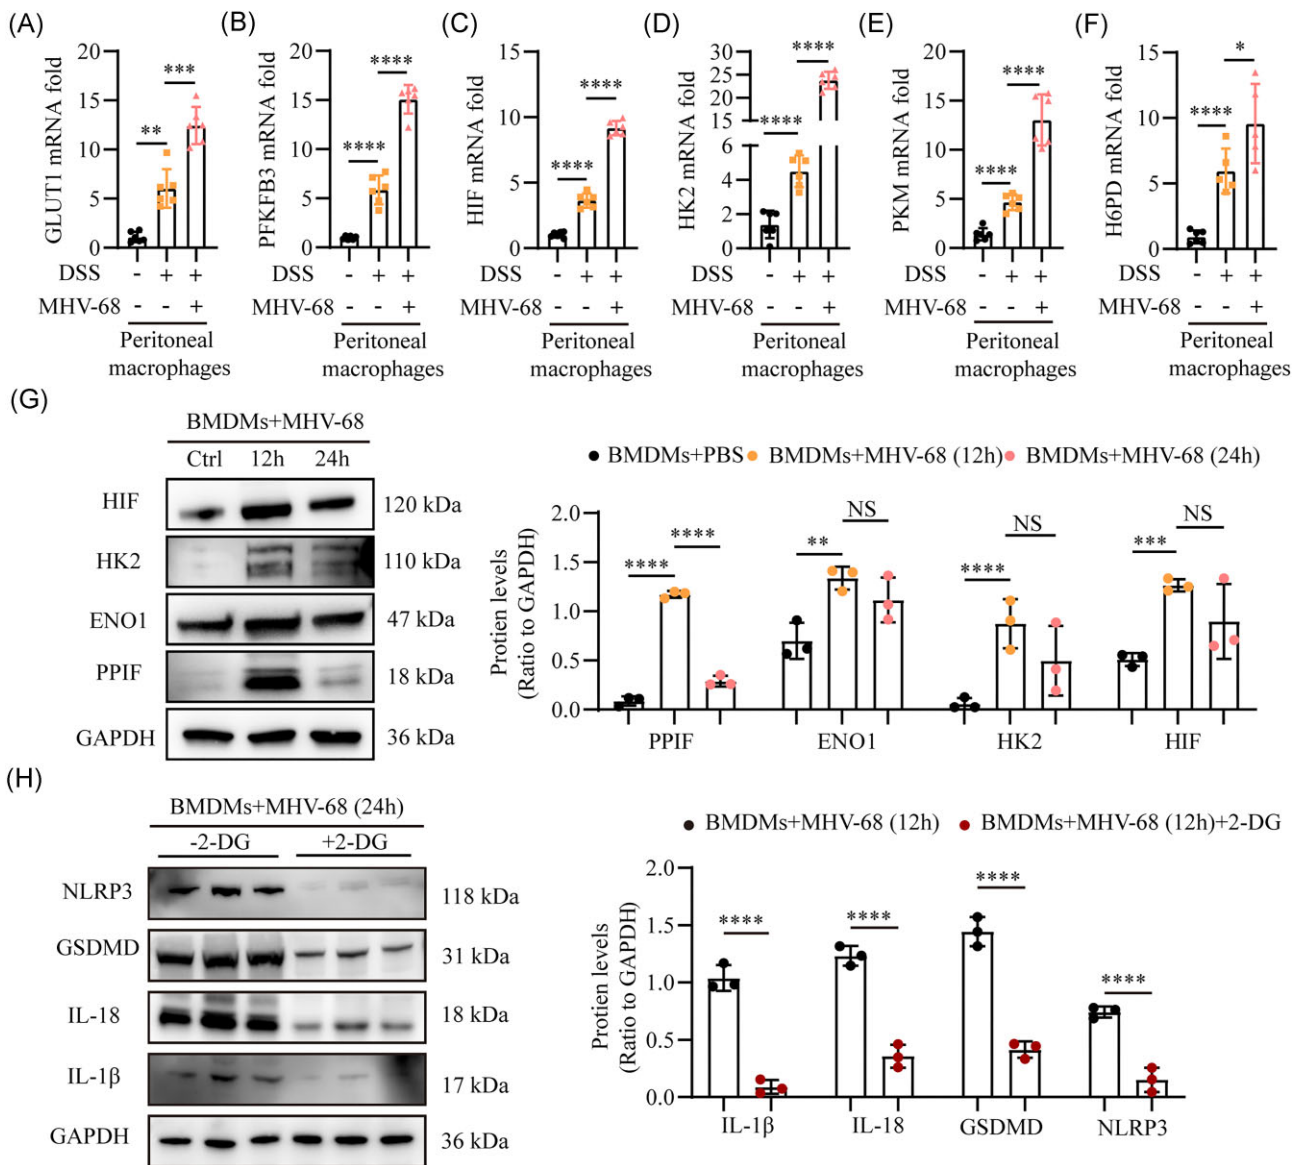 (A)
GLUT1 mRNA fold
20
15
10
5
0
**
***
DSS - + +
MHV-68 - - +
Peritoneal
macrophages
(B)
PFKFB3 mRNA fold
20
15
10
5
0
****
****
- + +
- - +
Peritoneal
macrophages
(C)
HIF mRNA fold
15
10
5
0
****
****
DSS - + +
MHV-68 - - +
Peritoneal
macrophages
(D)
HK2 mRNA fold
30
25
20
15
6
4
2
0
****
****
DSS - + +
MHV-68 - - +
Peritoneal
macrophages
(E)
PKM mRNA fold
20
15
10
5
0
****
****
DSS - + +
MHV-68 - - +
Peritoneal
macrophages
(F)
H6PD mRNA fold
15
10
5
0
****
*
DSS - + +
MHV-68 - - +
Peritoneal
macrophages
(G)
BMDMs+MHV-68
Ctrl 12h 24h
HIF 120 kDa
HK2 110 kDa
ENO1 47 kDa
PPIF 18 kDa
GAPDH 36 kDa
BMDMs+PBS BMDMs+MHV-68 (12h) BMDMs+MHV-68 (24h)
Protien levels
(Ratio to GAPDH)
2.0
1.5
1.0
0.5
0.0
**** ****
** NS
**** NS
*** NS
PPIF ENO1 HK2 HIF
(H)
BMDMs+MHV-68 (24h)
-2-DG +2-DG
NLRP3 118 kDa
GSDMD 31 kDa
IL-18 18 kDa
IL-1β 17 kDa
GAPDH 36 kDa
BMDMs+MHV-68 (12h) BMDMs+MHV-68 (12h)+2-DG
Protien levels
(Ratio to GAPDH)
2.0
1.5
1.0
0.5
0.0
**** **** **** ****
IL-1β IL-18 GSDMD NLRP3